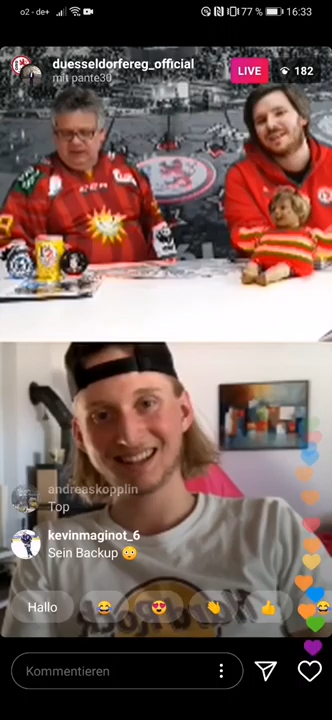 o2 - de+
77 %
16:33
duesseldorfereg_official
mit pante30
LIVE
182
andreaskopplin
Top
kevinmaginot_6
Sein Backup 😳
Hallo
Kommentieren